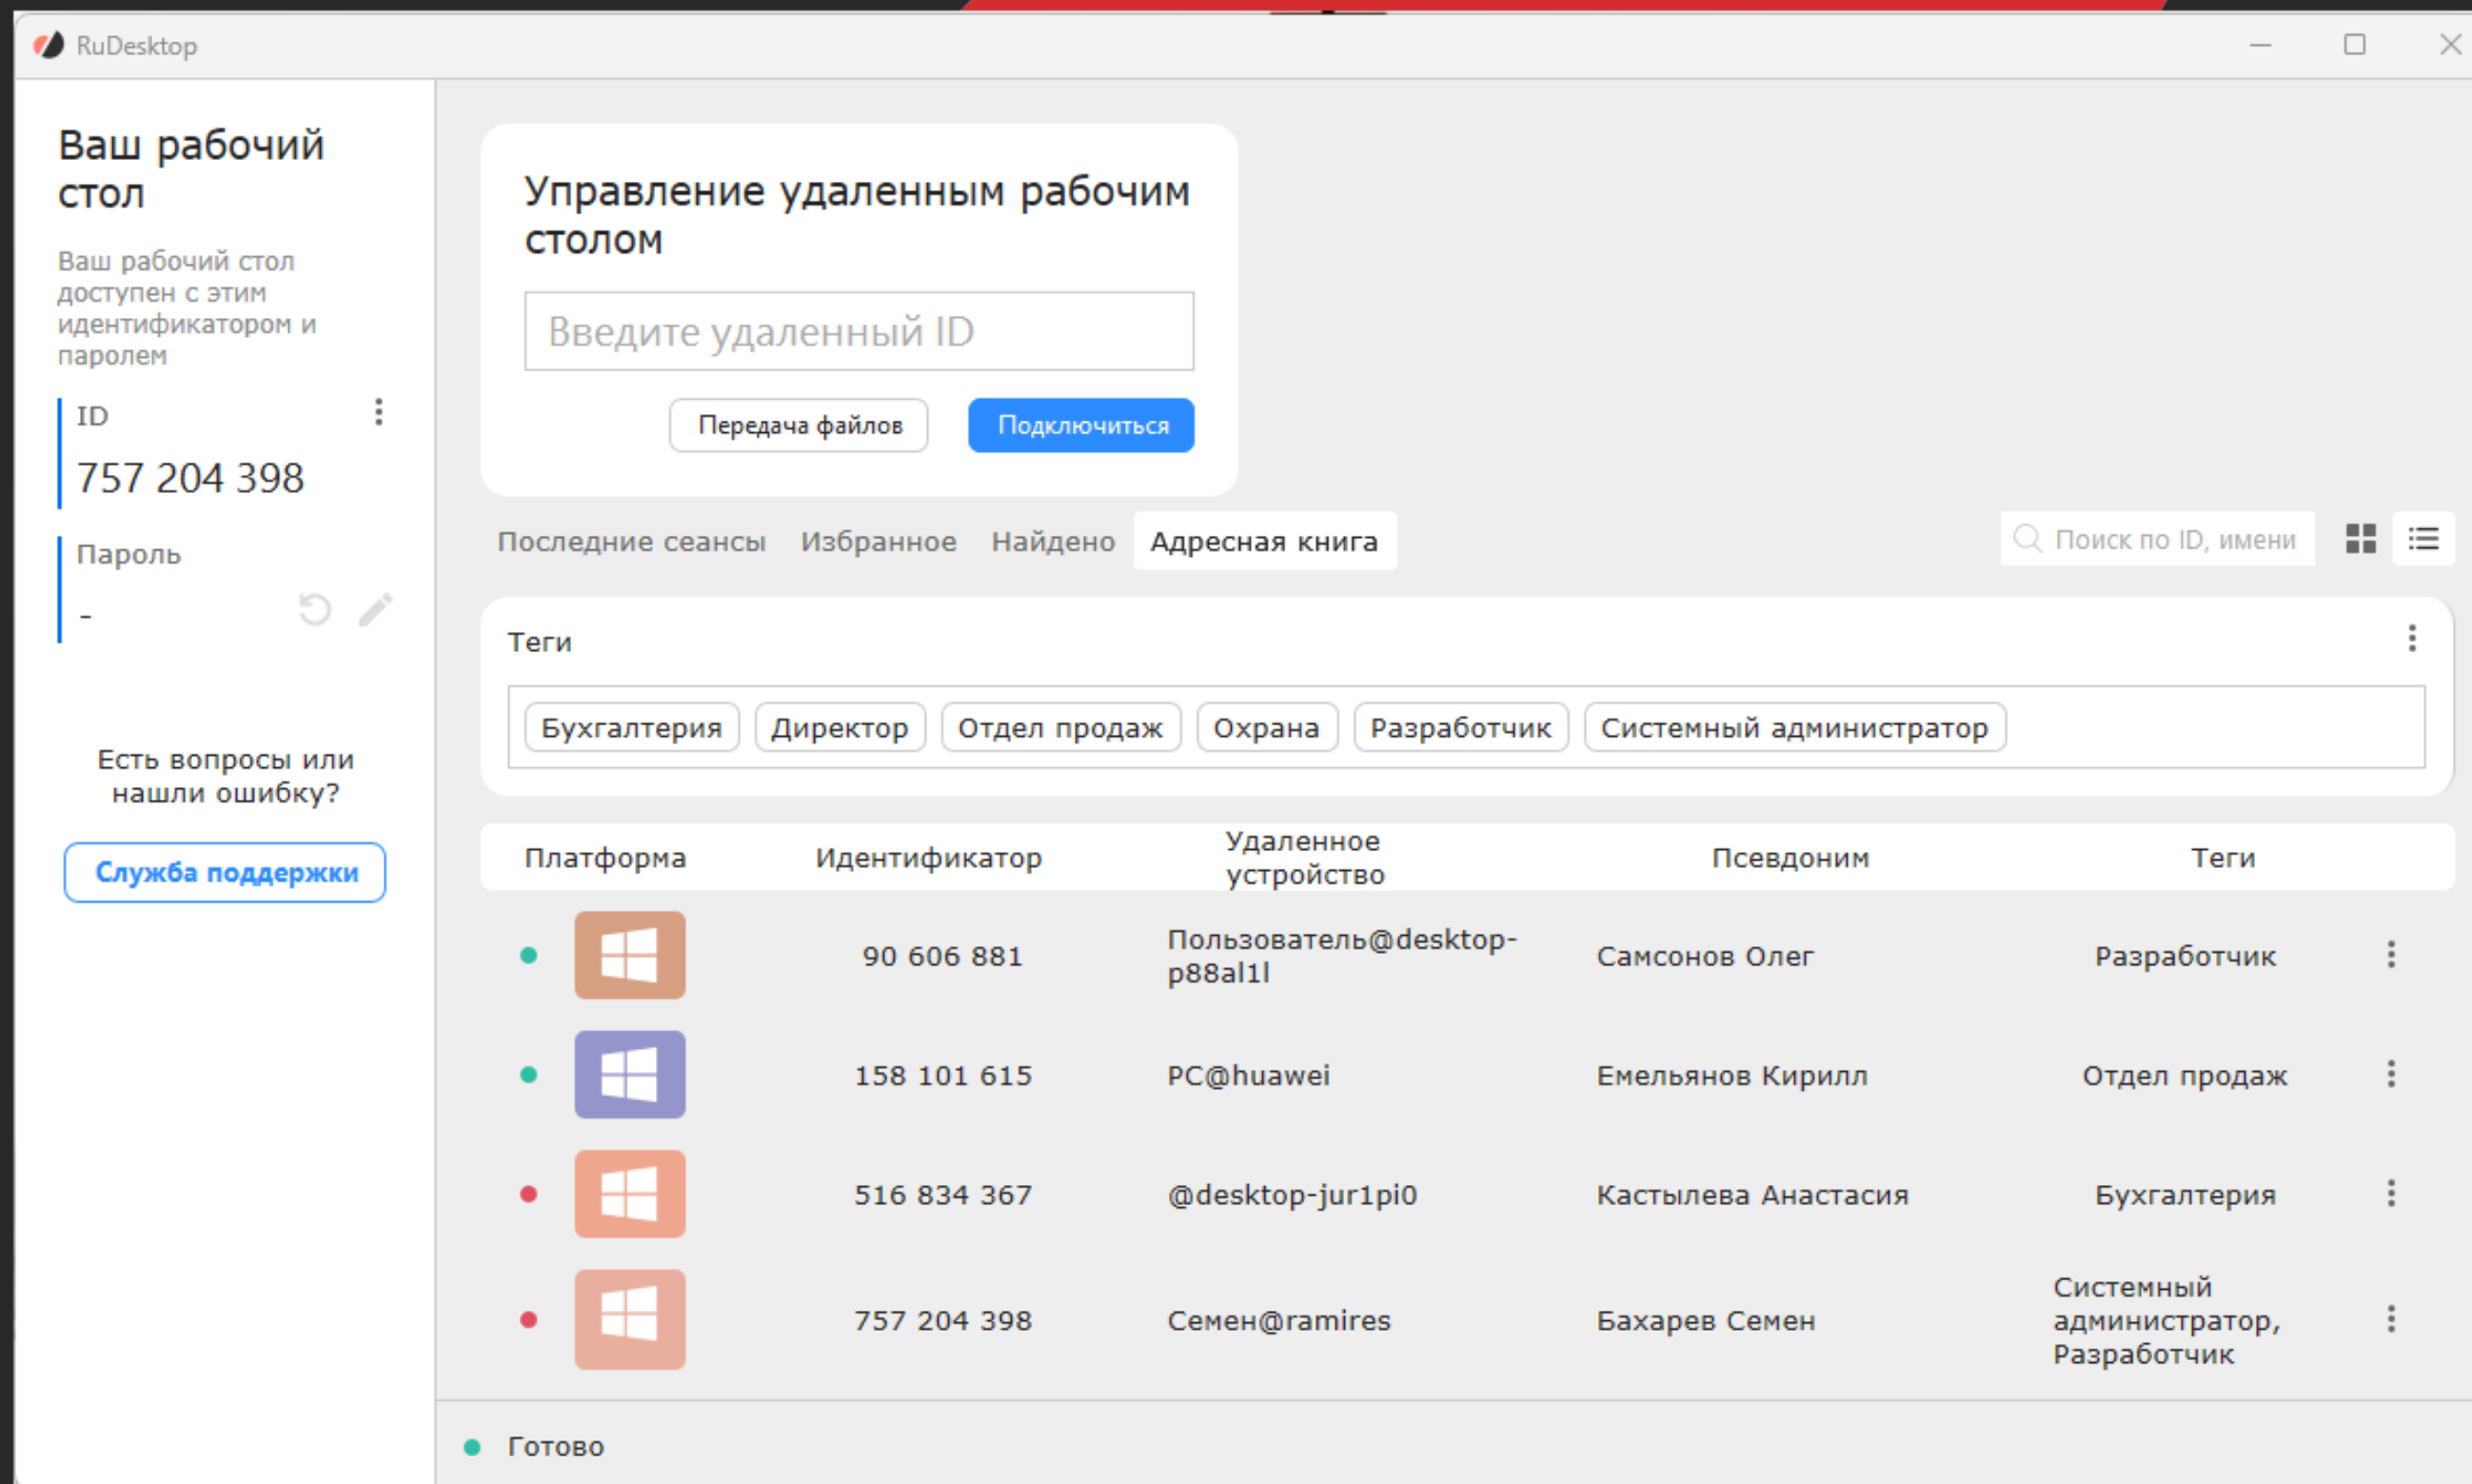 RuDesktop
Ваш рабочий
стол
Ваш рабочий стол
доступен с этим
идентификатором и
паролем
ID
757 204 398
Пароль
-
Есть вопросы или
нашли ошибку?
Служба поддержки
Управление удаленным рабочим
столом
Введите удаленный ID
Передача файлов
Подключиться
Последние сеансы
Избранное
Найдено
Адресная книга
Поиск по ID, имени
Теги
Бухгалтерия
Директор
Отдел продаж
Охрана
Разработчик
Системный администратор
Платформа
Идентификатор
Удаленное
устройство
Псевдоним
Теги
90 606 881
Пользователь@desktop-
p88al1l
Самсонов Олег
Разработчик
158 101 615
PC@huawei
Емельянов Кирилл
Отдел продаж
516 834 367
@desktop-jur1pi0
Кастылева Анастасия
Бухгалтерия
757 204 398
Семен@ramires
Бахарев Семен
Системный
администратор,
Разработчик
Готово